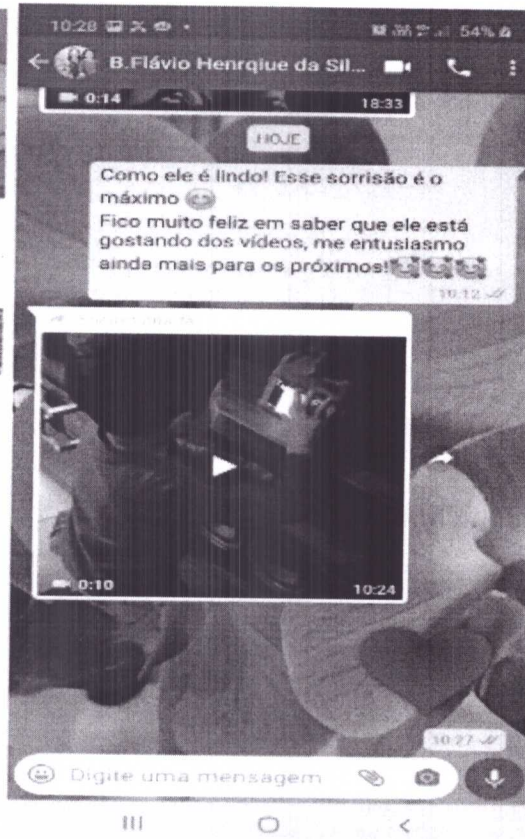 10:28
54%
B.Flávio Henrqiue da Sil...
0:14
18:33
HOJE
Como ele é lindo! Esse sorrisão é o
máximo
Fico muito feliz em saber que ele está
gostando dos vídeos, me entusiasmo
ainda mais para os próximos!
10:12
0:10
10:24
10:27
Digite uma mensagem